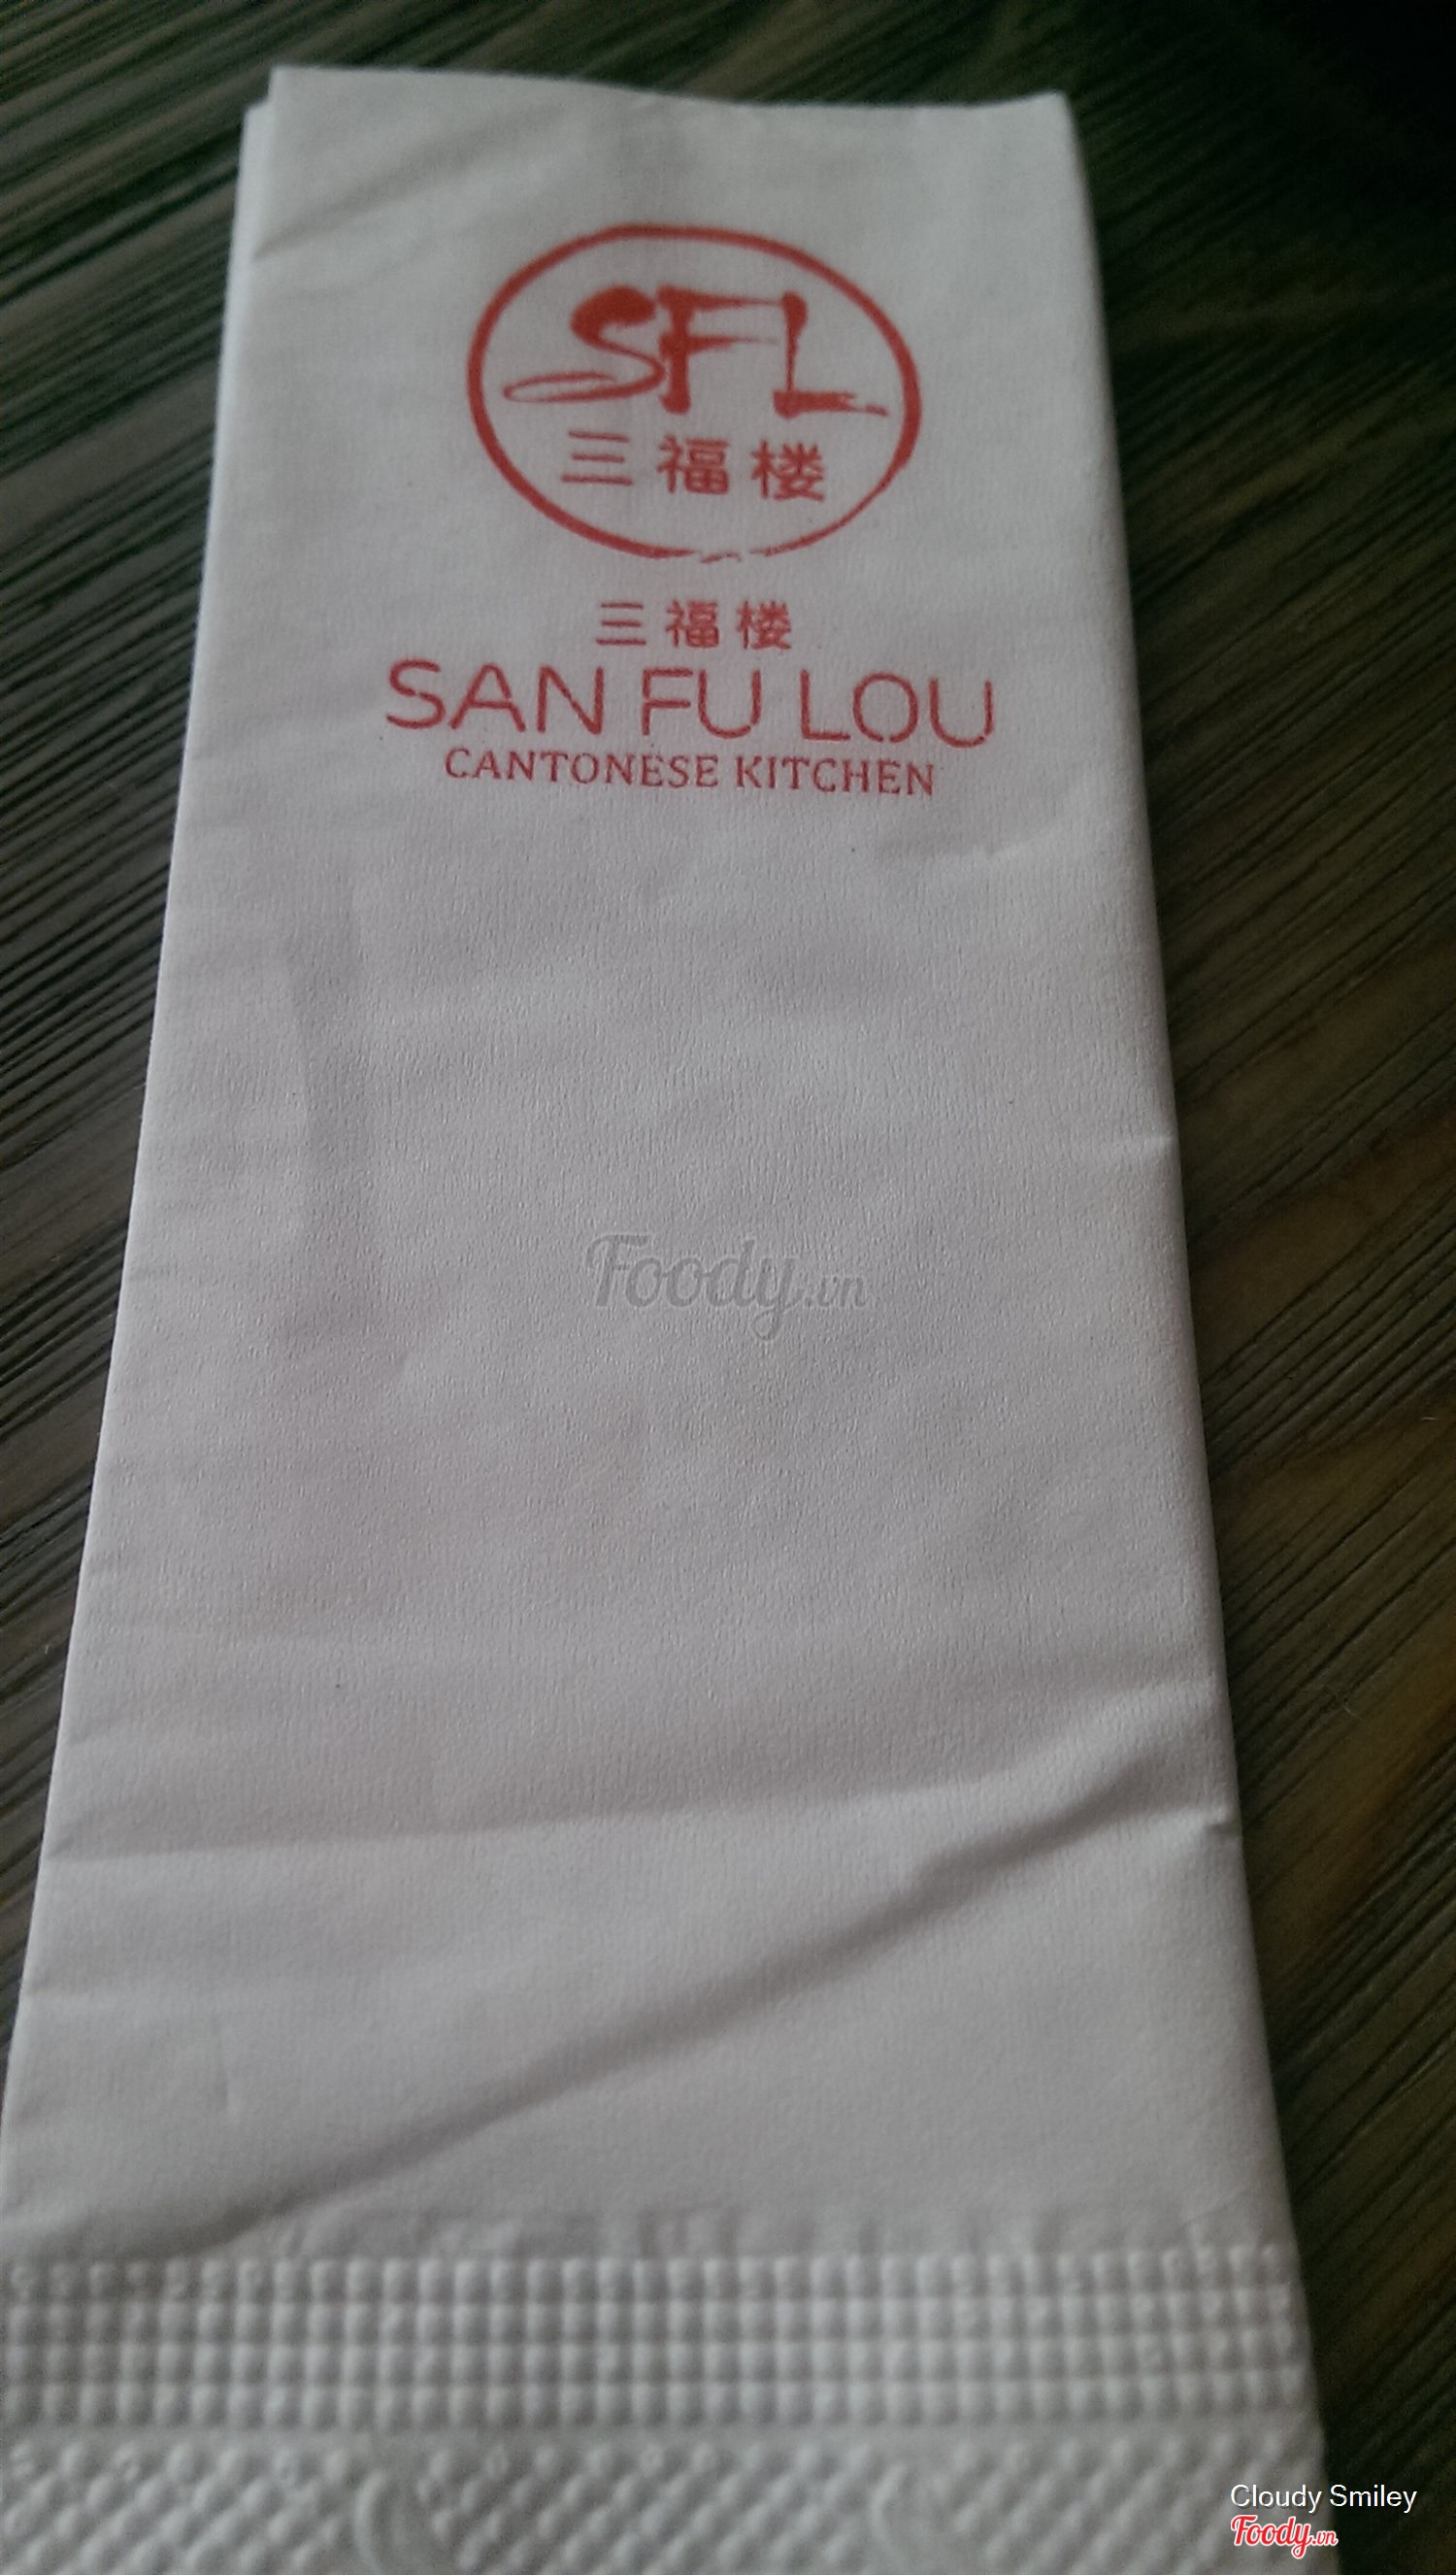 SFL
三福楼
三福楼
SAN FU LOU
CANTONESE KITCHEN
Foody.vn
Cloudy Smiley
Foody.vn